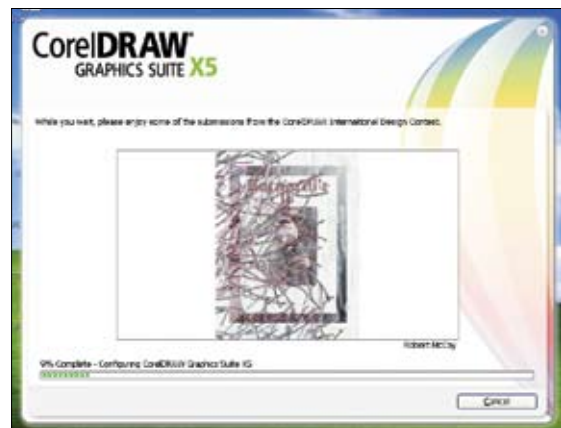 CorelDRAW
GRAPHICS SUITE X5
While you wait, please enjoy some of the submissions from the CorelDRAW International Design Contest.
Robert McCoy
9% Complete - Configuring CorelDRAW Graphics Suite X5
Cancel